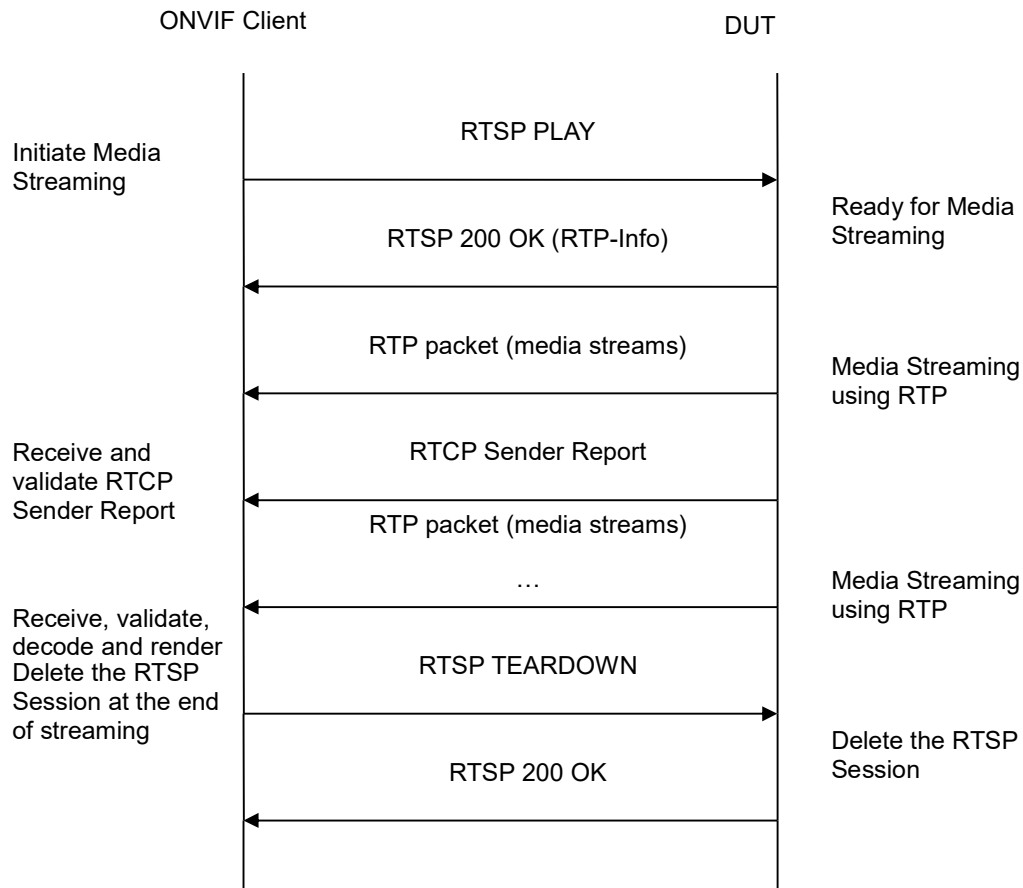 ONVIF Client
DUT
RTSP PLAY
Initiate Media
Streaming
Ready for Media
Streaming
RTSP 200 OK (RTP-Info)
RTP packet (media streams)
Media Streaming
using RTP
Receive and
validate RTCP
Sender Report
RTCP Sender Report
RTP packet (media streams)
…
Media Streaming
using RTP
Receive, validate,
decode and render
Delete the RTSP
Session at the end
of streaming
RTSP TEARDOWN
Delete the RTSP
Session
RTSP 200 OK